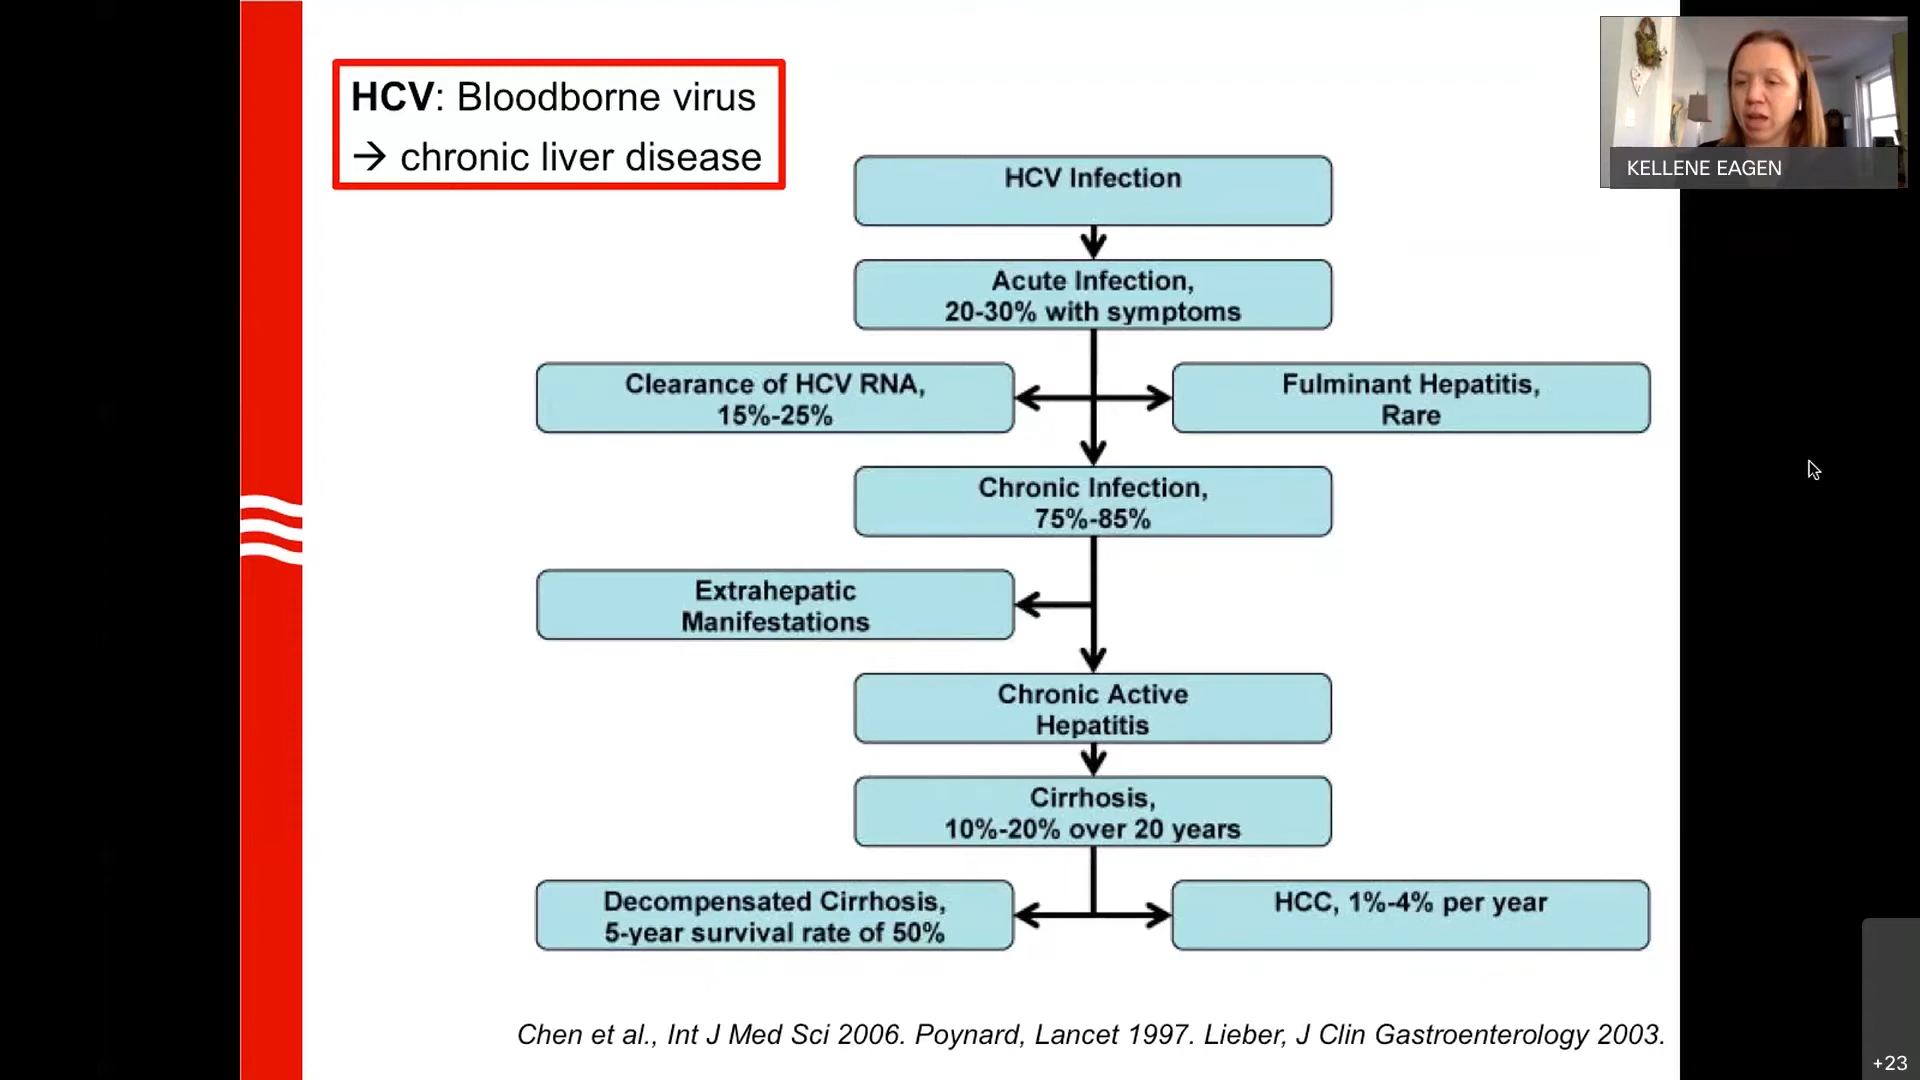 HCV: Bloodborne virus
→ chronic liver disease
KELLENE EAGEN
HCV Infection
Acute Infection,
20-30% with symptoms
Clearance of HCV RNA,
15%-25%
Fulminant Hepatitis,
Rare
Chronic Infection,
75%-85%
Extrahepatic
Manifestations
Chronic Active
Hepatitis
Cirrhosis,
10%-20% over 20 years
Decompensated Cirrhosis,
5-year survival rate of 50%
HCC, 1%-4% per year
Chen et al., Int J Med Sci 2006. Poynard, Lancet 1997. Lieber, J Clin Gastroenterology 2003.
+23